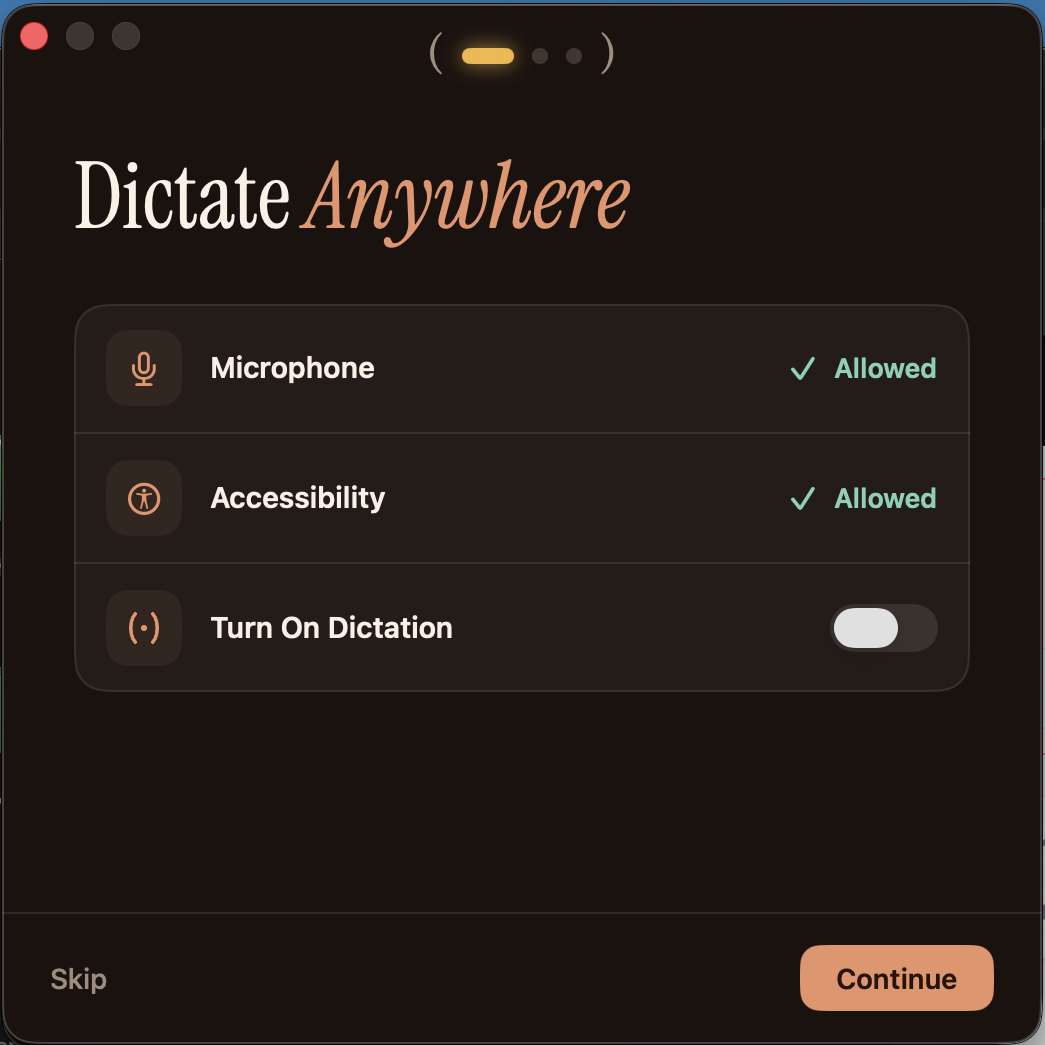 Dictate Anywhere
Microphone
Allowed
Accessibility
Allowed
Turn On Dictation
Skip
Continue